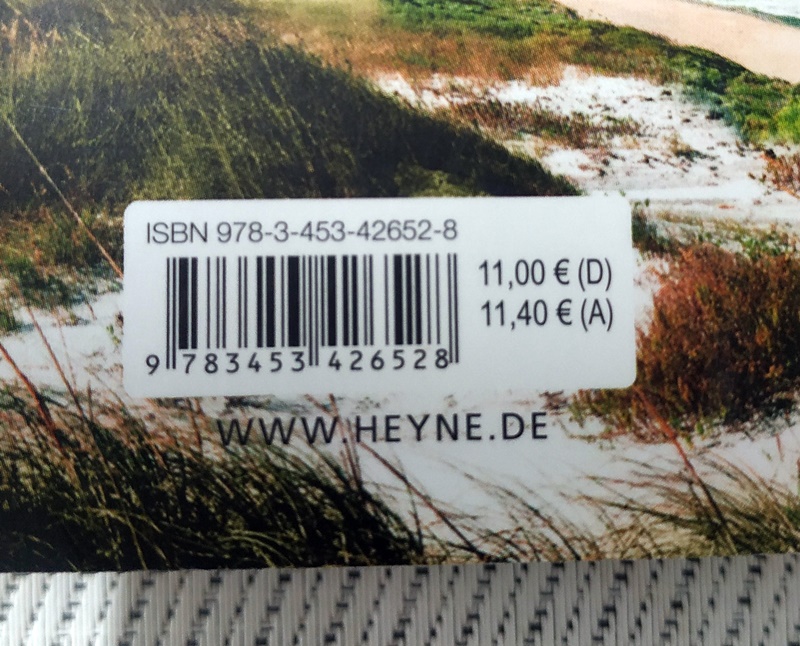 ISBN 978-3-453-42652-8
11,00 € (D)
11,40 € (A)
9 783453 426528
WWW.HEYNE.DE